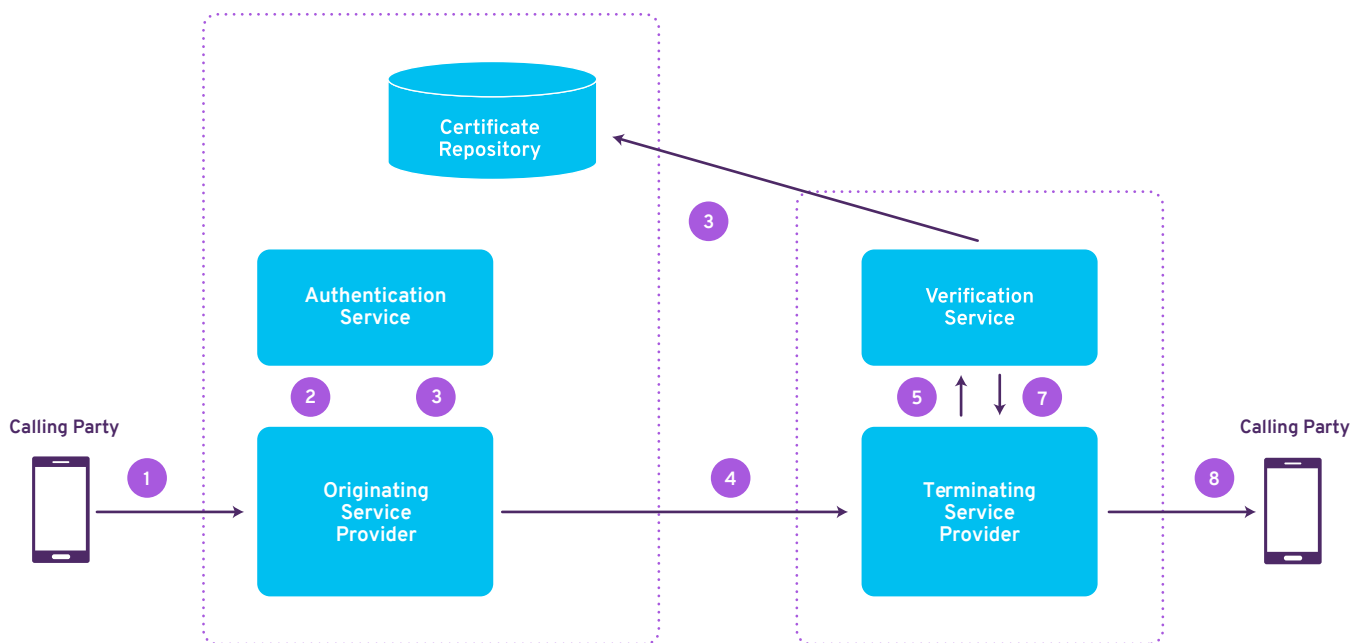 Certificate
Repository
3
Authentication
Service
Verification
Service
2
3
5
7
Calling Party
Calling Party
1
Originating
Service
Provider
4
Terminating
Service
Provider
8